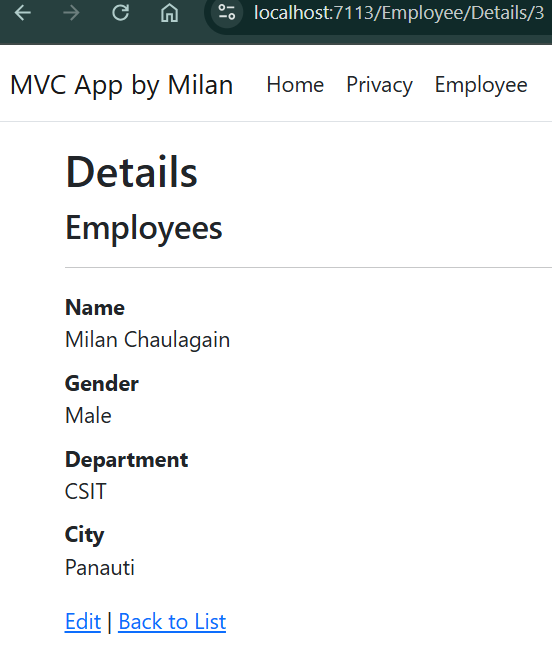 localhost:7113/Employee/Details/3
MVC App by Milan Home Privacy Employee
Details
Employees
Name
Milan Chaulagain
Gender
Male
Department
CSIT
City
Panauti
Edit | Back to List